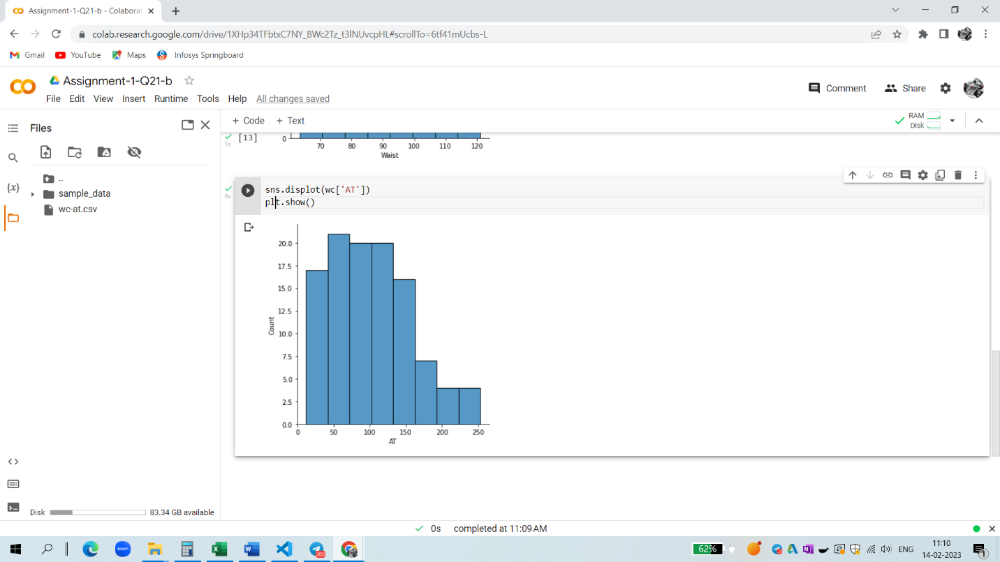 Assignment-1-Q21-b - Colaborat
colab.research.google.com/drive/1XHp34TFbtxC7NY_BWc2Tz_t3lNUvcpHL#scrollTo=6tf41mUcbs-L
Gmail YouTube Maps Infosys Springboard
Assignment-1-Q21-b
File Edit View Insert Runtime Tools Help All changes saved
Comment Share
Files
+ Code + Text
RAM
Disk
..
sample_data
wc-at.csv
[13]
1s
0
70 80 90 100 110 120
Waist
0s
sns.displot(wc['AT'])
plt.show()
20.0
17.5
15.0
12.5
10.0
7.5
5.0
2.5
0.0
Count
0 50 100 150 200 250
AT
{x}
Disk 83.34 GB available
0s completed at 11:09 AM
zoom
200
62%
ENG
11:10
14-02-2023
1